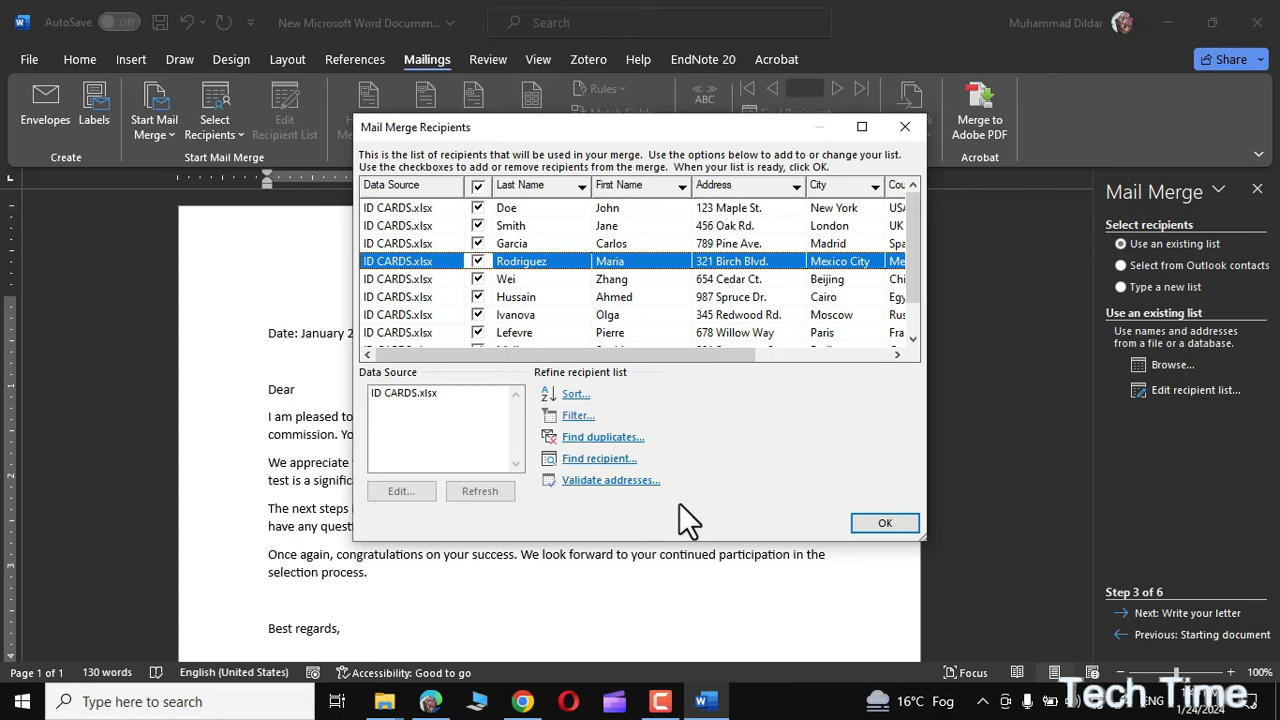 AutoSave Off New Microsoft Word Documen... Search Muhammad Dildar
File Home Insert Draw Design Layout References Mailings Review View Zotero Help EndNote 20 Acrobat Share
Envelopes Labels Start Mail Merge Select Recipients Edit Recipient List Rules ABC Merge to Adobe PDF
Create Start Mail Merge Acrobat
Mail Merge Recipients
This is the list of recipients that will be used in your merge. Use the options below to add to or change your list.
Use the checkboxes to add or remove recipients from the merge. When your list is ready, click OK.
Data Source Last Name First Name Address City Cou
ID CARDS.xlsx Doe John 123 Maple St. New York USA
ID CARDS.xlsx Smith Jane 456 Oak Rd. London UK
ID CARDS.xlsx Garcia Carlos 789 Pine Ave. Madrid Spa
ID CARDS.xlsx Rodriguez Maria 321 Birch Blvd. Mexico City Me
ID CARDS.xlsx Wei Zhang 654 Cedar Ct. Beijing Chi
ID CARDS.xlsx Hussain Ahmed 987 Spruce Dr. Cairo Egy
ID CARDS.xlsx Ivanova Olga 345 Redwood Rd. Moscow Rus
ID CARDS.xlsx Lefevre Pierre 678 Willow Way Paris Fra
Data Source
ID CARDS.xlsx
Edit... Refresh
Refine recipient list
Sort...
Filter...
Find duplicates...
Find recipient...
Validate addresses...
OK
Date: January 2
Dear
I am pleased to
commission. Yo
We appreciate
test is a signific
The next steps
have any questi
Once again, congratulations on your success. We look forward to your continued participation in the
selection process.
Best regards,
Mail Merge
Select recipients
Use an existing list
Select from Outlook contacts
Type a new list
Use an existing list
Use names and addresses
from a file or a database.
Browse...
Edit recipient list...
Step 3 of 6
Next: Write your letter
Previous: Starting document
Page 1 of 1 130 words English (United States) Accessibility: Good to go Focus 100%
Type here to search 16°C Fog
1/24/2024
Tech Time